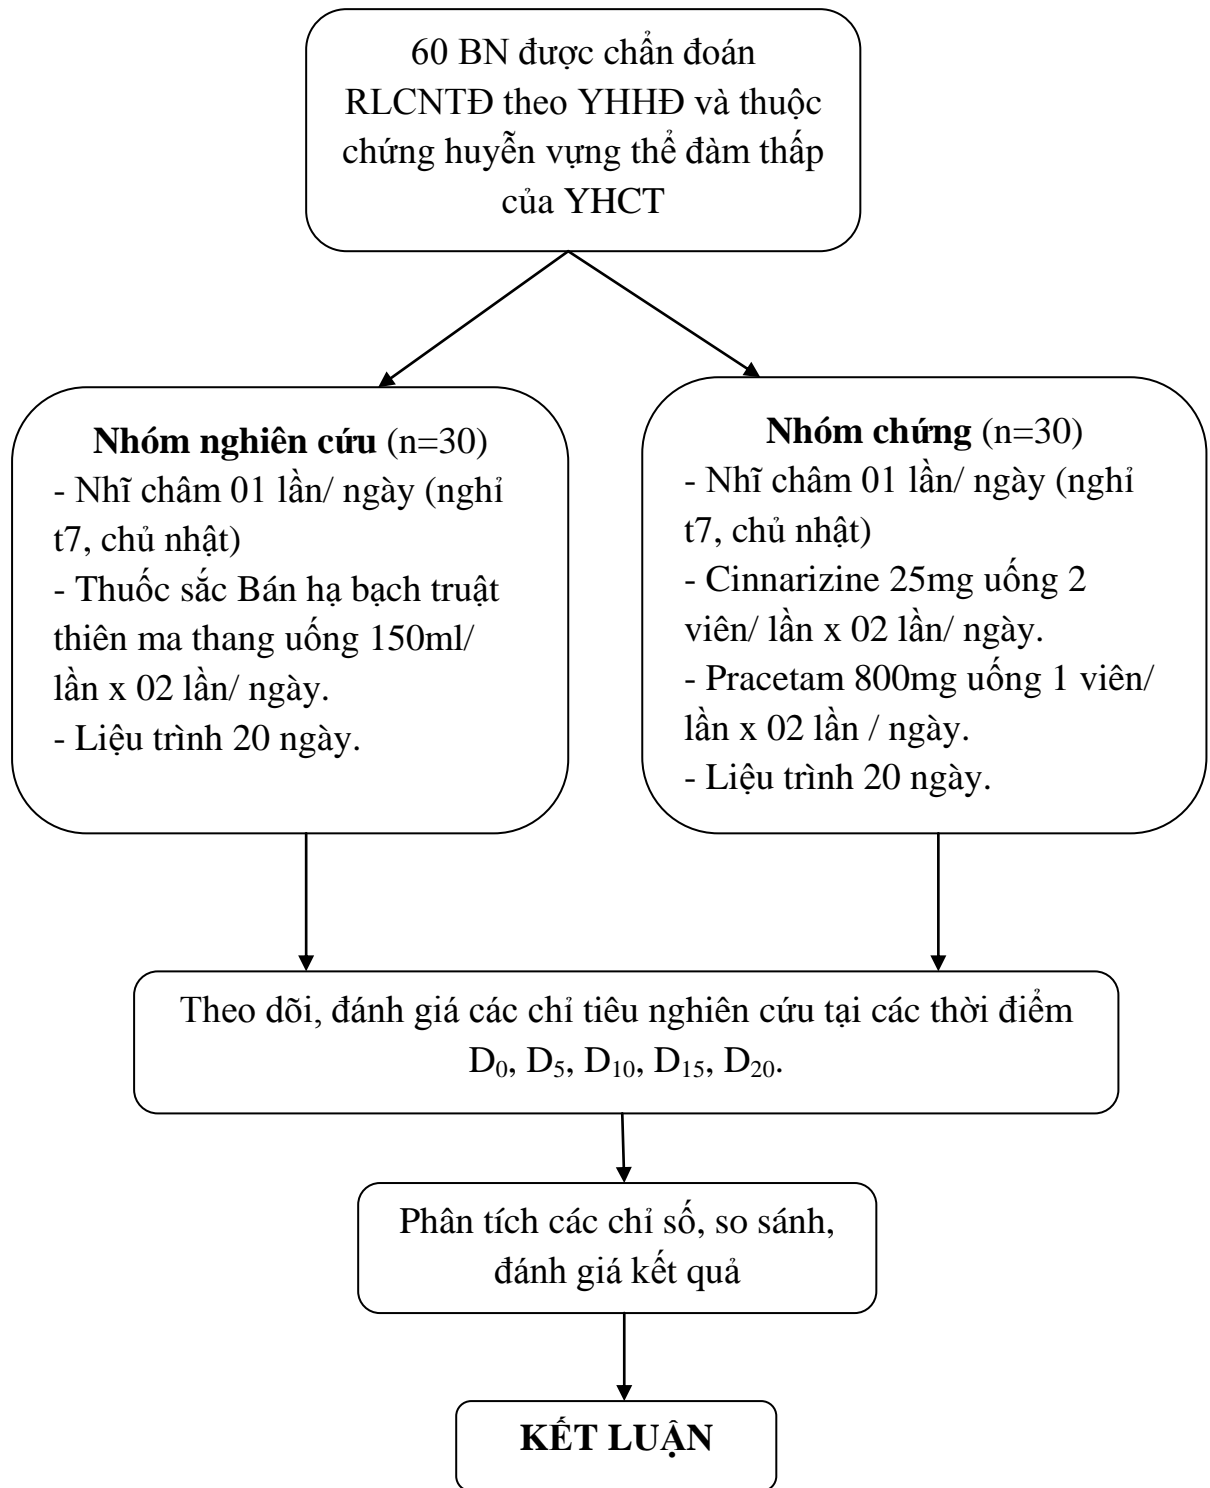 60 BN được chẩn đoán
RLCNTĐ theo YHHĐ và thuộc
chứng huyễn vựng thể đàm thấp
của YHCT
Nhóm nghiên cứu (n=30)
- Nhĩ châm 01 lần/ ngày (nghỉ
t7, chủ nhật)
- Thuốc sắc Bán hạ bạch truật
thiên ma thang uống 150ml/
lần x 02 lần/ ngày.
- Liệu trình 20 ngày.
Nhóm chứng (n=30)
- Nhĩ châm 01 lần/ ngày (nghỉ
t7, chủ nhật)
- Cinnarizine 25mg uống 2
viên/ lần x 02 lần/ ngày.
- Pracetam 800mg uống 1 viên/
lần x 02 lần / ngày.
- Liệu trình 20 ngày.
Theo dõi, đánh giá các chỉ tiêu nghiên cứu tại các thời điểm
D₀, D₅, D₁₀, D₁₅, D₂₀.
Phân tích các chỉ số, so sánh,
đánh giá kết quả
KẾT LUẬN